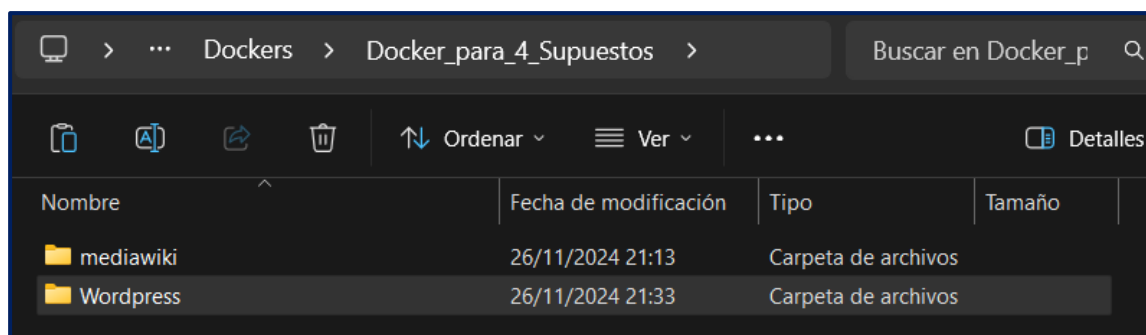 > ... Dockers > Docker_para_4_Supuestos > Buscar en Docker_p
Ordenar Ver ... Detalles
Nombre Fecha de modificación Tipo Tamaño
mediawiki 26/11/2024 21:13 Carpeta de archivos
Wordpress 26/11/2024 21:33 Carpeta de archivos